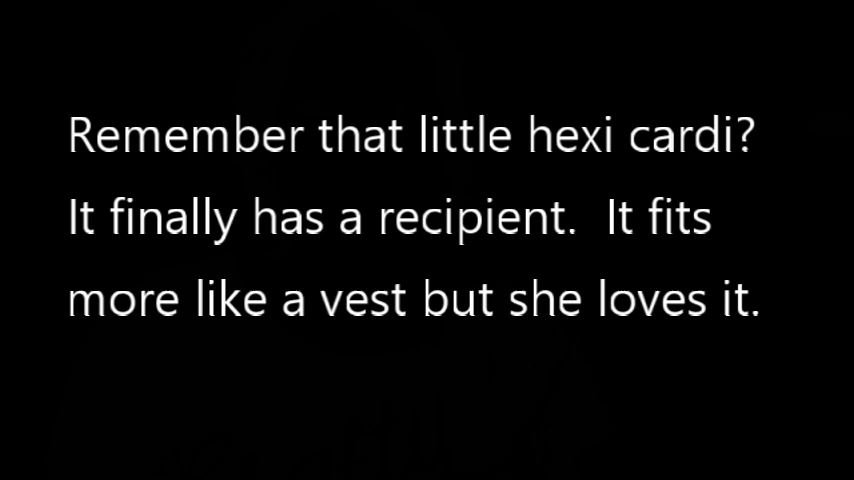 Remember that little hexi cardi?
It finally has a recipient.  It fits
more like a vest but she loves it.